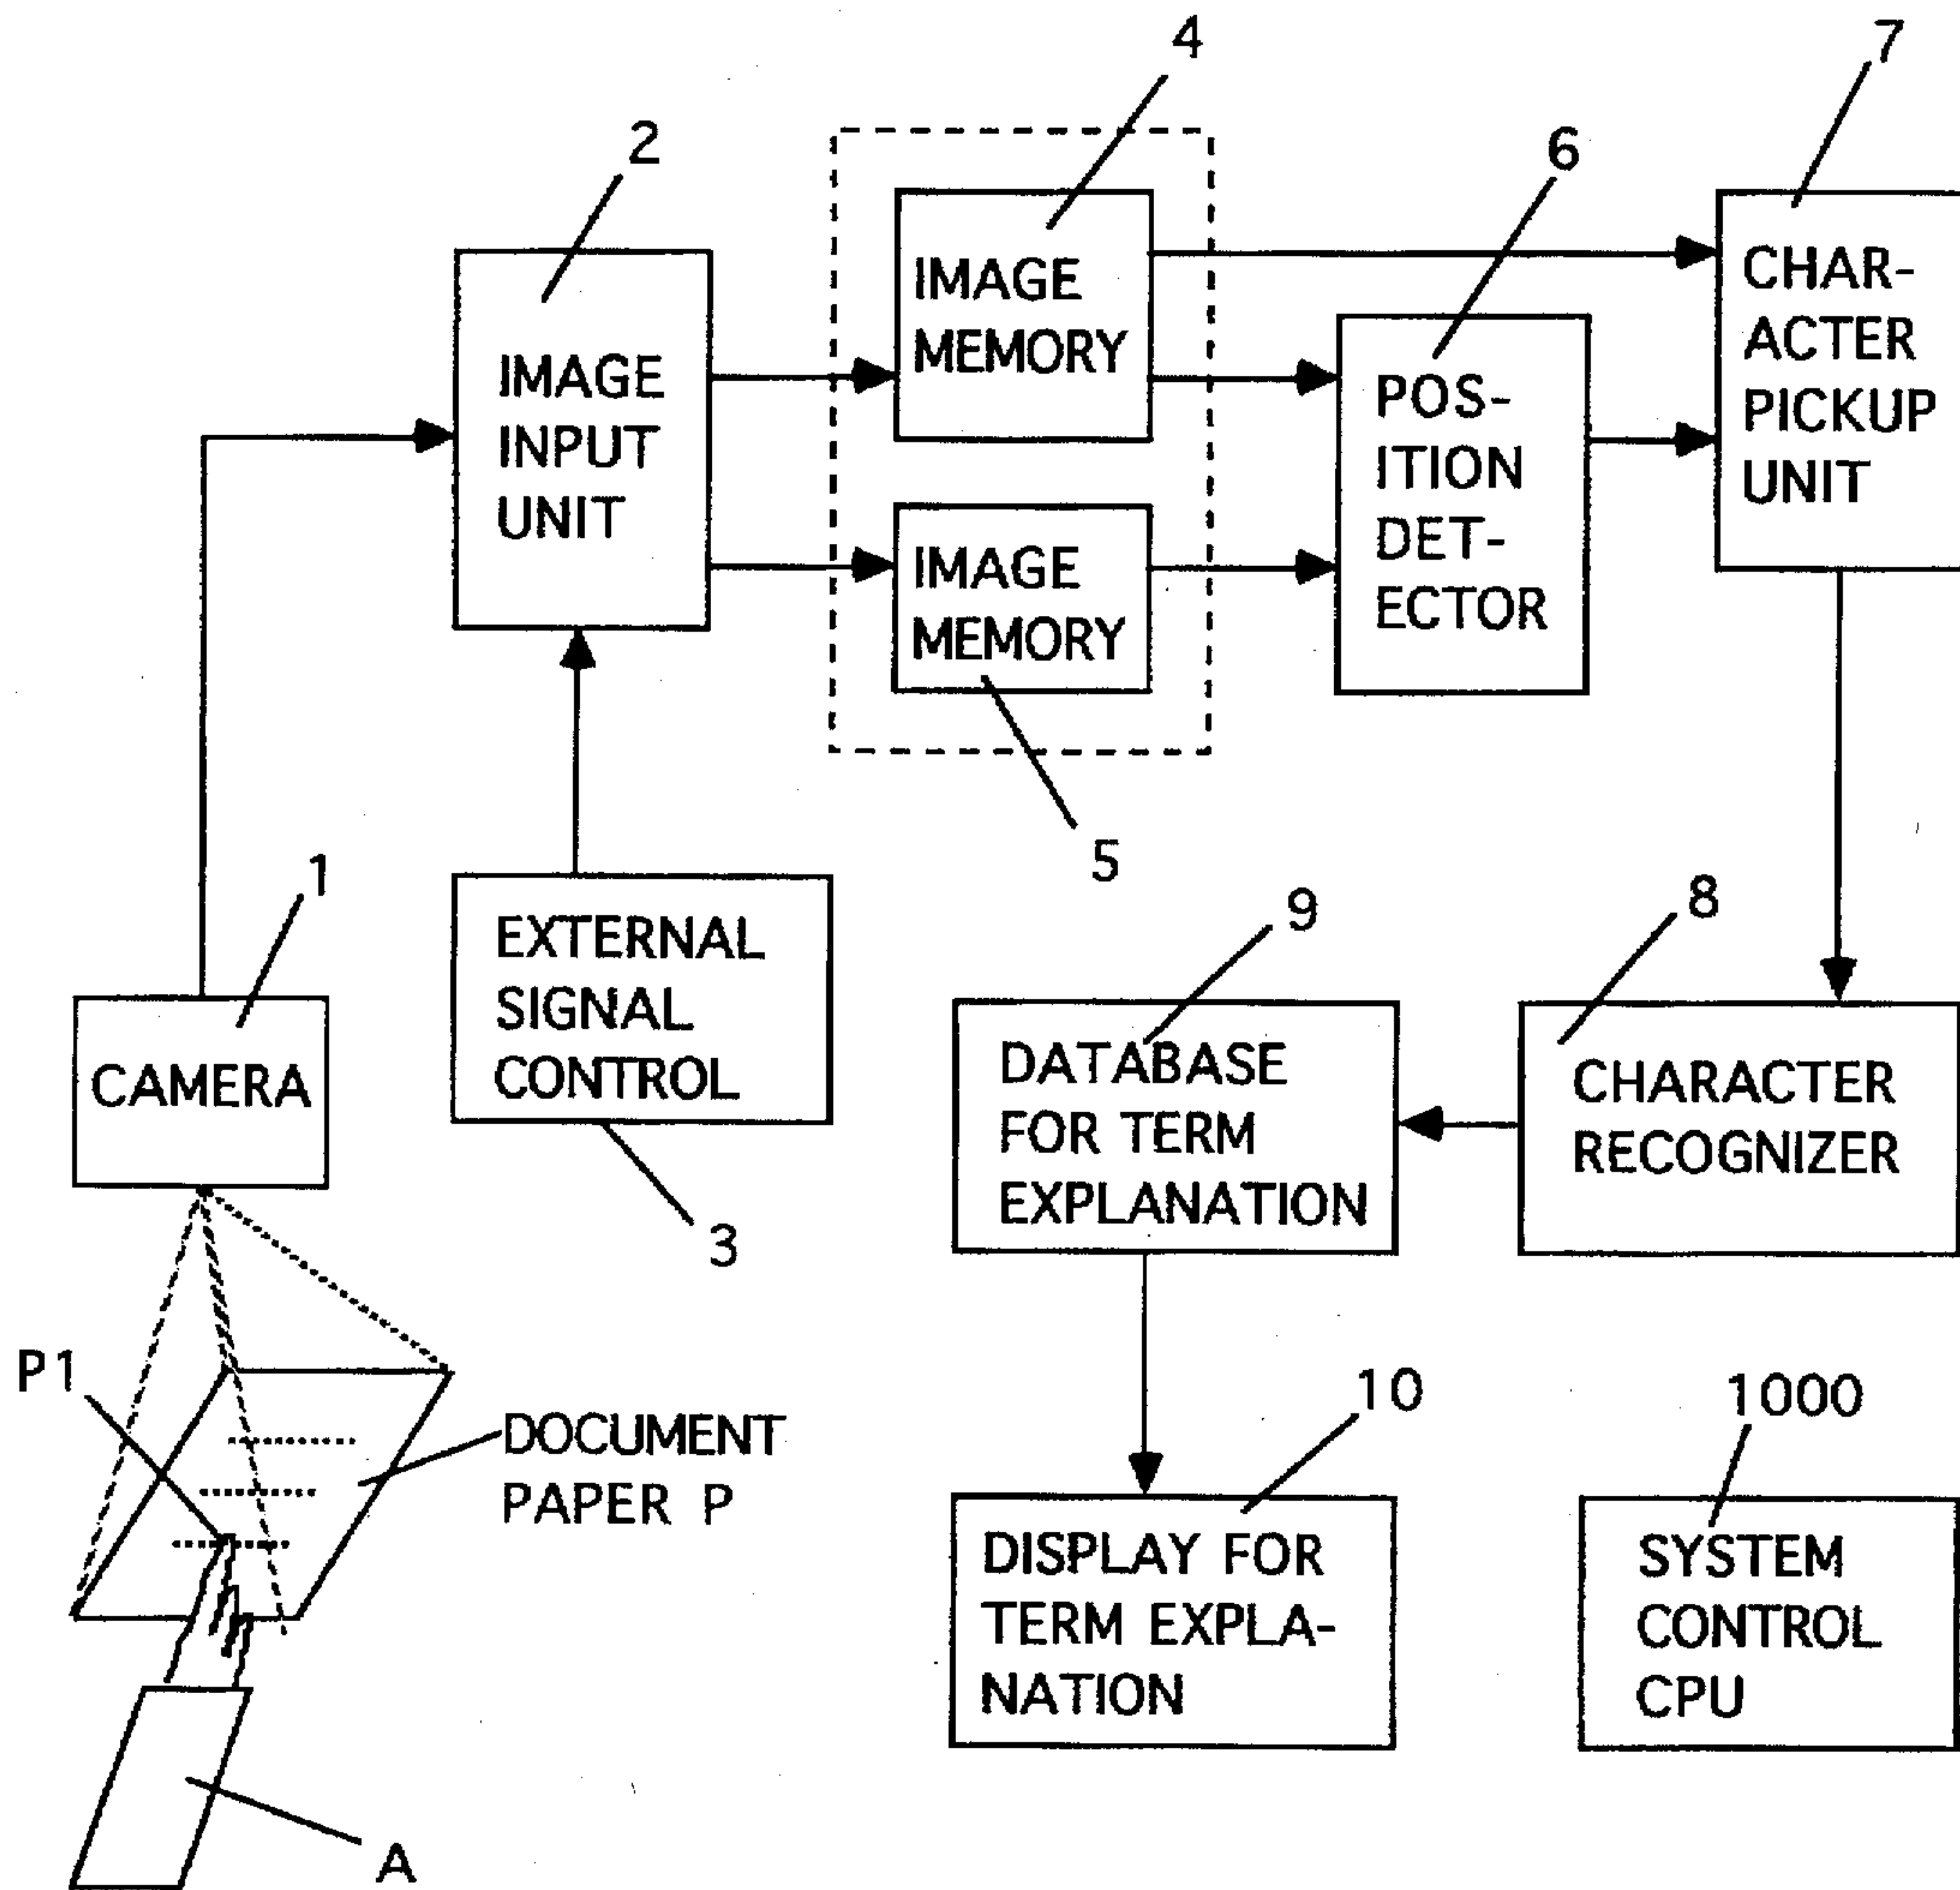 4
7
2
6
IMAGE
MEMORY
CHAR-
ACTER
PICKUP
UNIT
IMAGE
INPUT
UNIT
POS-
ITION
DET-
ECTOR
IMAGE
MEMORY
5
1
EXTERNAL
SIGNAL
CONTROL
9
8
CAMERA
DATABASE
FOR TERM
EXPLANATION
CHARACTER
RECOGNIZER
3
P1
DOCUMENT
PAPER P
10
1000
DISPLAY FOR
TERM EXPLA-
NATION
SYSTEM
CONTROL
CPU
A